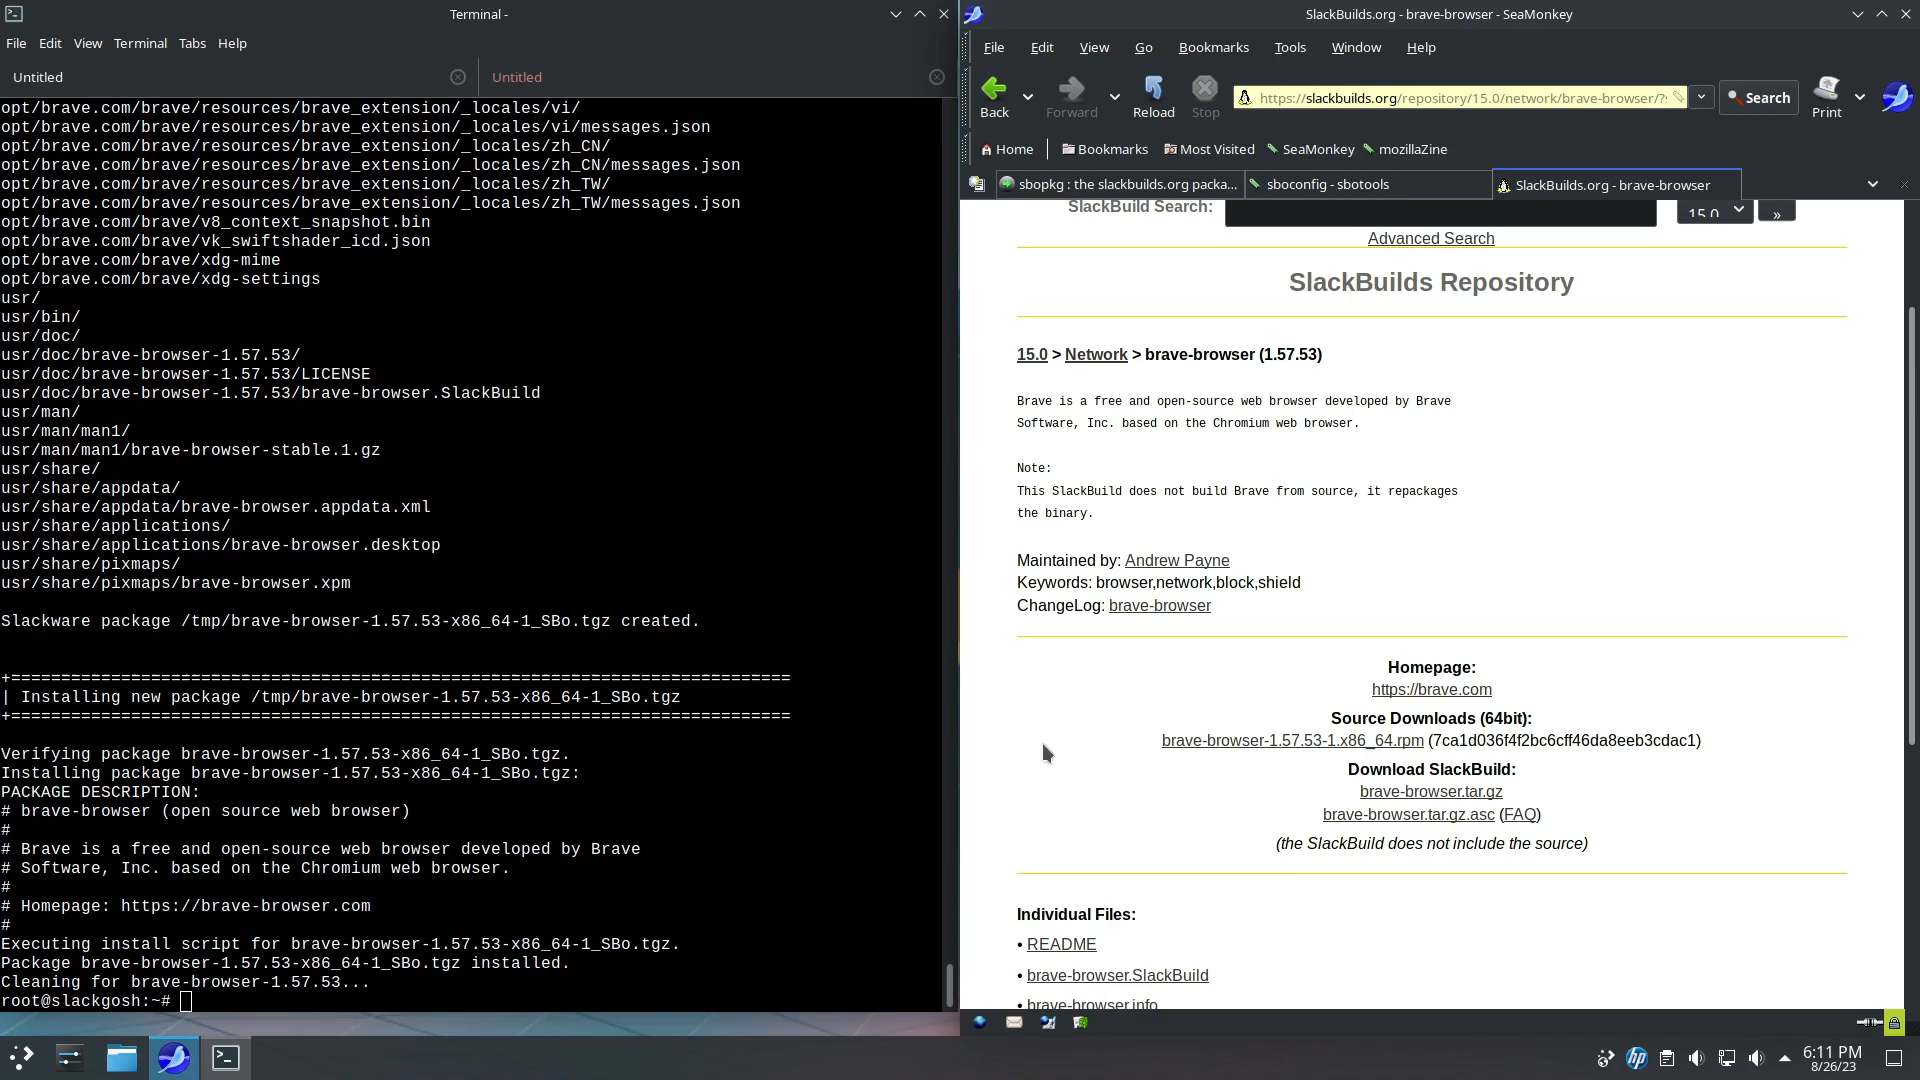 Terminal -
File Edit View Terminal Tabs Help
Untitled
Untitled
opt/brave.com/brave/resources/brave_extension/_locales/vi/
opt/brave.com/brave/resources/brave_extension/_locales/vi/messages.json
opt/brave.com/brave/resources/brave_extension/_locales/zh_CN/
opt/brave.com/brave/resources/brave_extension/_locales/zh_CN/messages.json
opt/brave.com/brave/resources/brave_extension/_locales/zh_TW/
opt/brave.com/brave/resources/brave_extension/_locales/zh_TW/messages.json
opt/brave.com/brave/v8_context_snapshot.bin
opt/brave.com/brave/vk_swiftshader_icd.json
opt/brave.com/brave/xdg-mime
opt/brave.com/brave/xdg-settings
usr/
usr/bin/
usr/doc/
usr/doc/brave-browser-1.57.53/
usr/doc/brave-browser-1.57.53/LICENSE
usr/doc/brave-browser-1.57.53/brave-browser.SlackBuild
usr/man/
usr/man/man1/
usr/man/man1/brave-browser-stable.1.gz
usr/share/
usr/share/appdata/
usr/share/appdata/brave-browser.appdata.xml
usr/share/applications/
usr/share/applications/brave-browser.desktop
usr/share/pixmaps/
usr/share/pixmaps/brave-browser.xpm
Slackware package /tmp/brave-browser-1.57.53-x86_64-1_SBo.tgz created.
+==============================================================================
| Installing new package /tmp/brave-browser-1.57.53-x86_64-1_SBo.tgz
+==============================================================================
Verifying package brave-browser-1.57.53-x86_64-1_SBo.tgz.
Installing package brave-browser-1.57.53-x86_64-1_SBo.tgz:
PACKAGE DESCRIPTION:
# brave-browser (open source web browser)
#
# Brave is a free and open-source web browser developed by Brave
# Software, Inc. based on the Chromium web browser.
#
# Homepage: https://brave-browser.com
#
Executing install script for brave-browser-1.57.53-x86_64-1_SBo.tgz.
Package brave-browser-1.57.53-x86_64-1_SBo.tgz installed.
Cleaning for brave-browser-1.57.53...
root@slackgosh:~#
SlackBuilds.org - brave-browser - SeaMonkey
File Edit View Go Bookmarks Tools Window Help
Back Forward Reload Stop https://slackbuilds.org/repository/15.0/network/brave-browser/?: Search Print
Home Bookmarks Most Visited SeaMonkey mozillaZine
sbopkg : the slackbuilds.org packa... sboconfig - sbotools SlackBuilds.org - brave-browser
SlackBuild Search: 15.0 »
Advanced Search
SlackBuilds Repository
15.0 > Network > brave-browser (1.57.53)
Brave is a free and open-source web browser developed by Brave
Software, Inc. based on the Chromium web browser.
Note:
This SlackBuild does not build Brave from source, it repackages
the binary.
Maintained by: Andrew Payne
Keywords: browser,network,block,shield
ChangeLog: brave-browser
Homepage:
https://brave.com
Source Downloads (64bit):
brave-browser-1.57.53-1.x86_64.rpm (7ca1d036f4f2bc6cff46da8eeb3cdac1)
Download SlackBuild:
brave-browser.tar.gz
brave-browser.tar.gz.asc (FAQ)
(the SlackBuild does not include the source)
Individual Files:
• README
• brave-browser.SlackBuild
• brave-browser.info
hp
6:11 PM
8/26/23